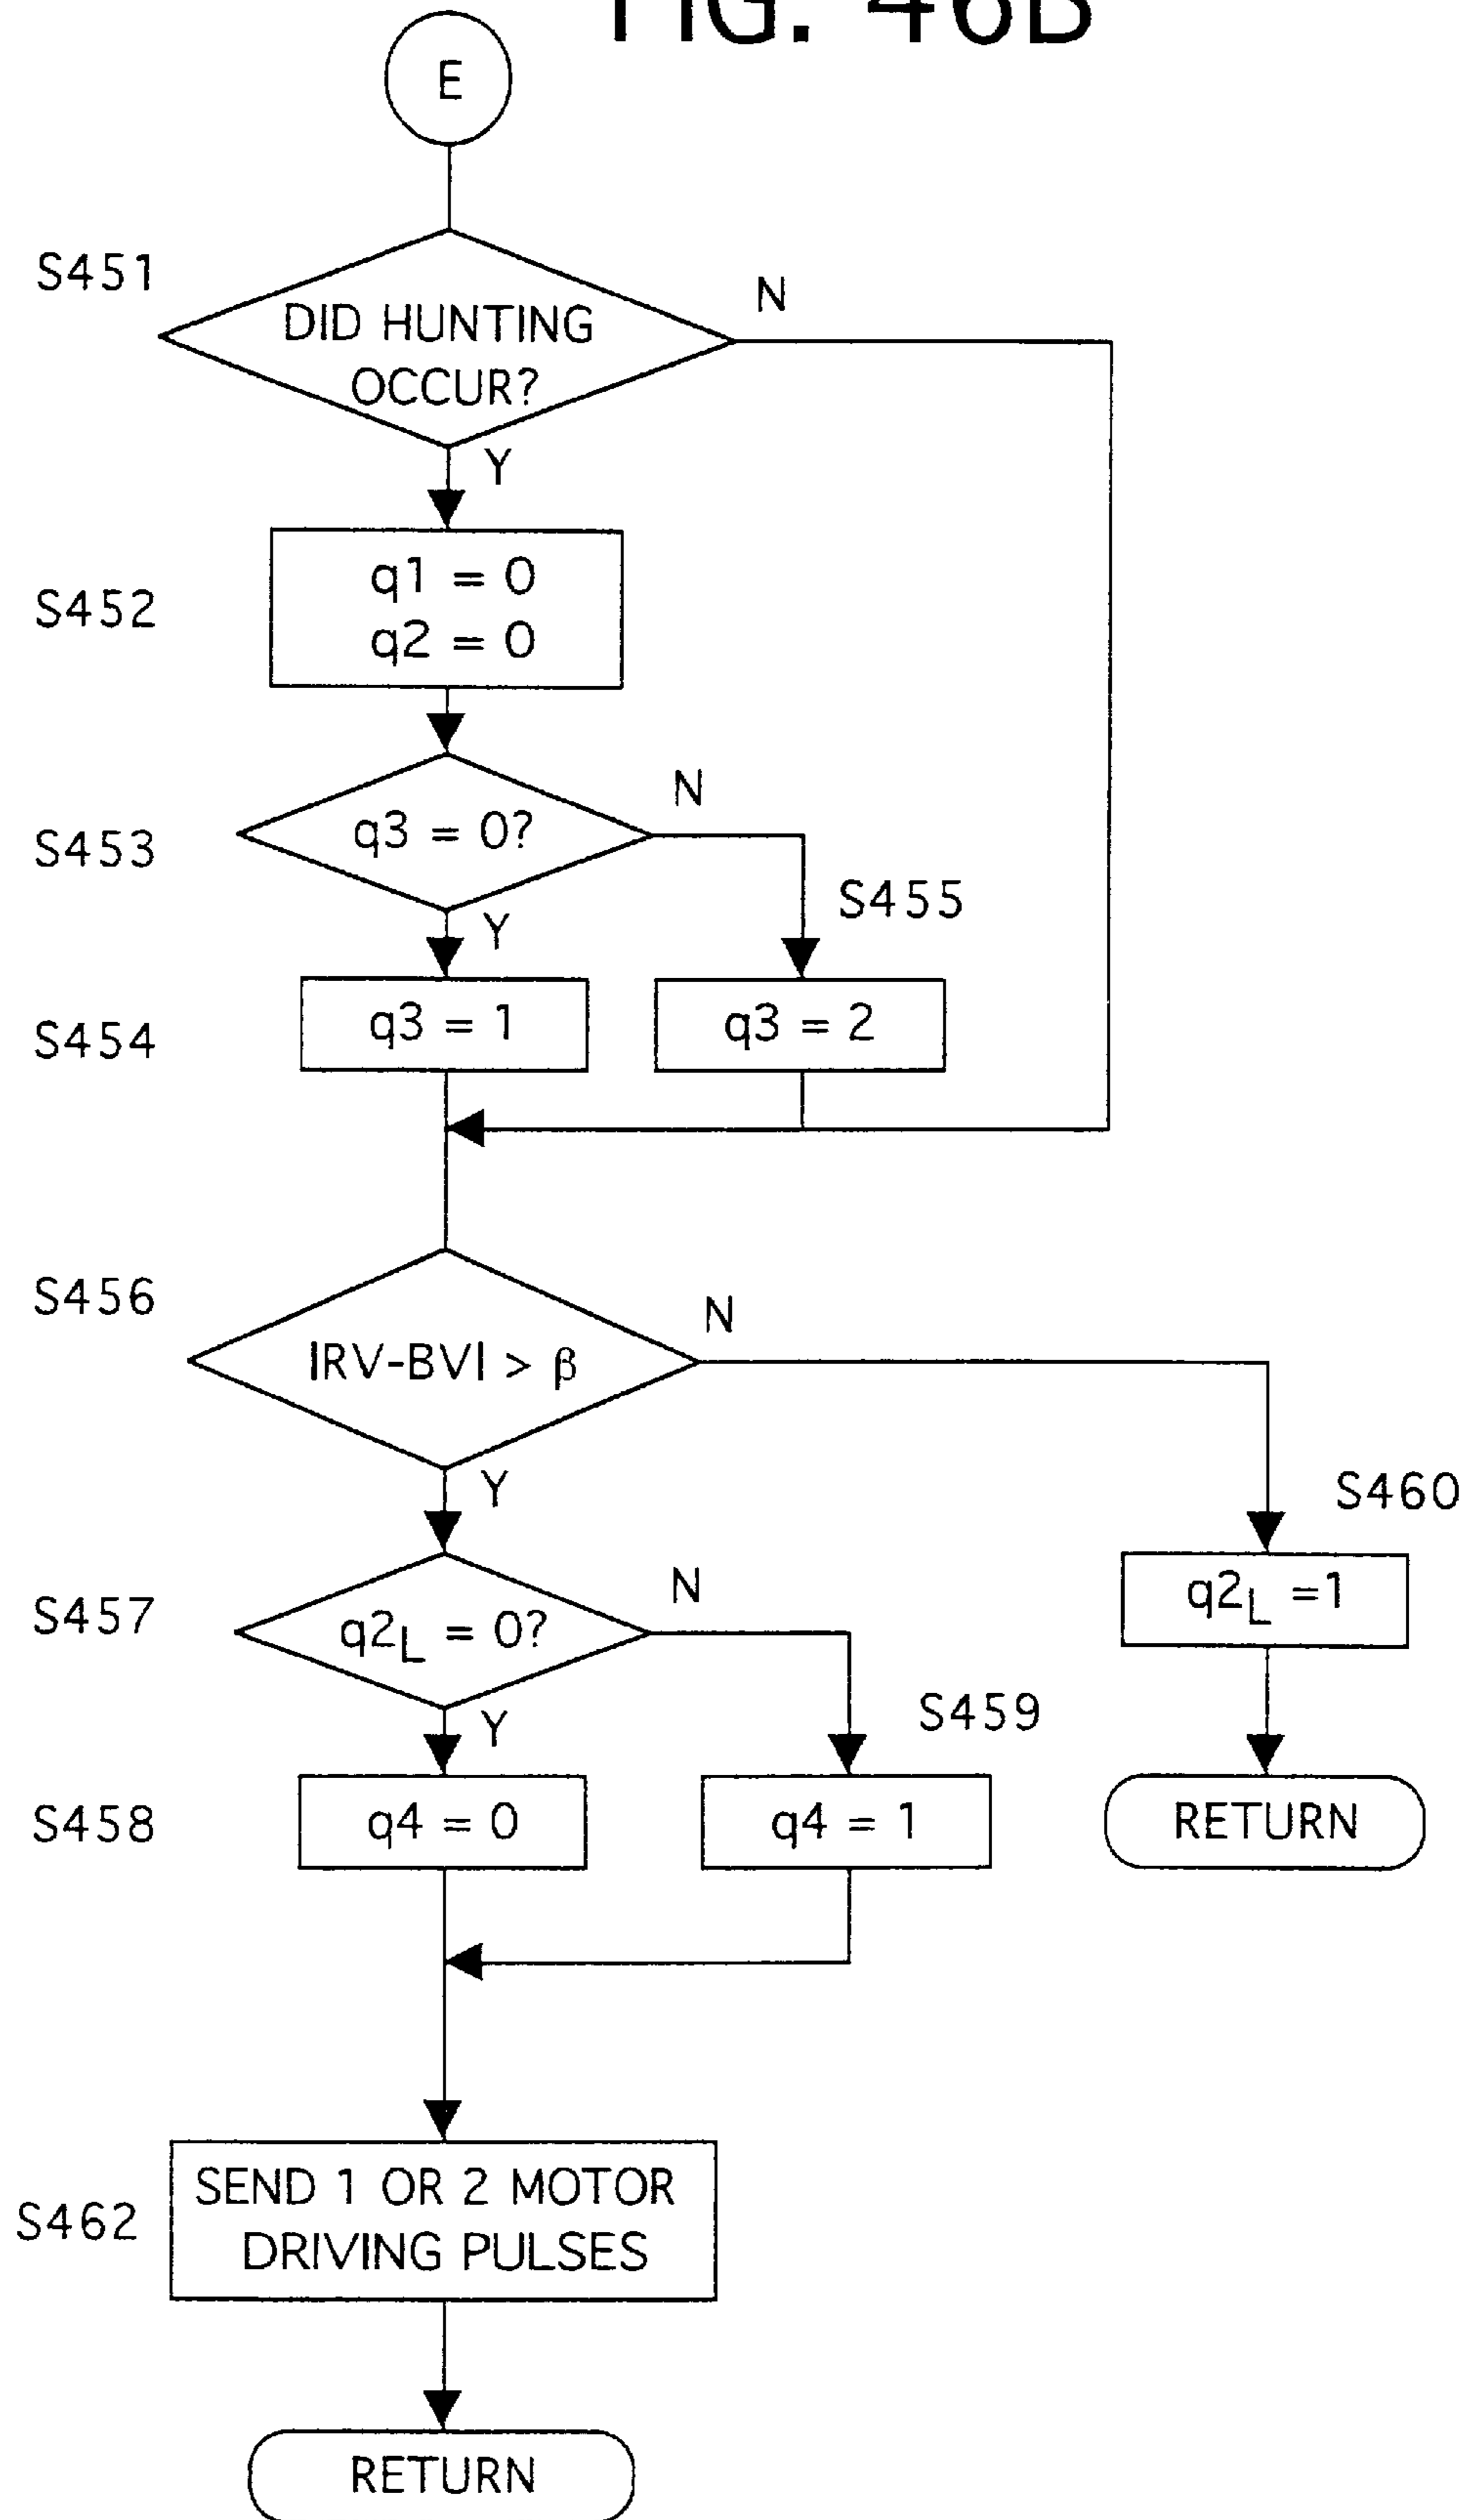 FIG. 46B
E
S451
DID HUNTING
OCCUR?
N
Y
S452
q1 = 0
q2 = 0
S453
q3 = 0?
N
Y
S455
S454
q3 = 1
q3 = 2
S456
|RV-BV| > β
N
Y
S460
q2L =1
S457
q2L = 0?
N
Y
S459
S458
q4 = 0
q4 = 1
RETURN
S462
SEND 1 OR 2 MOTOR
DRIVING PULSES
RETURN